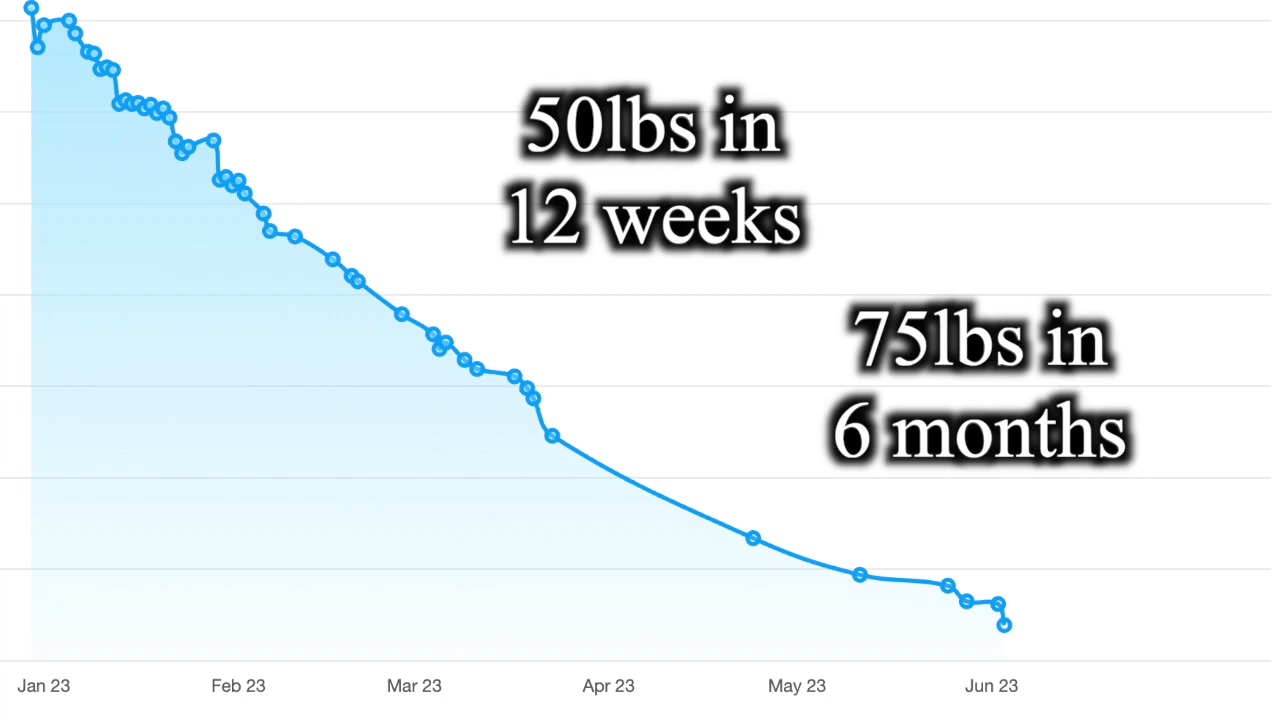 50lbs in
12 weeks
75lbs in
6 months
Jan 23 Feb 23 Mar 23 Apr 23 May 23 Jun 23